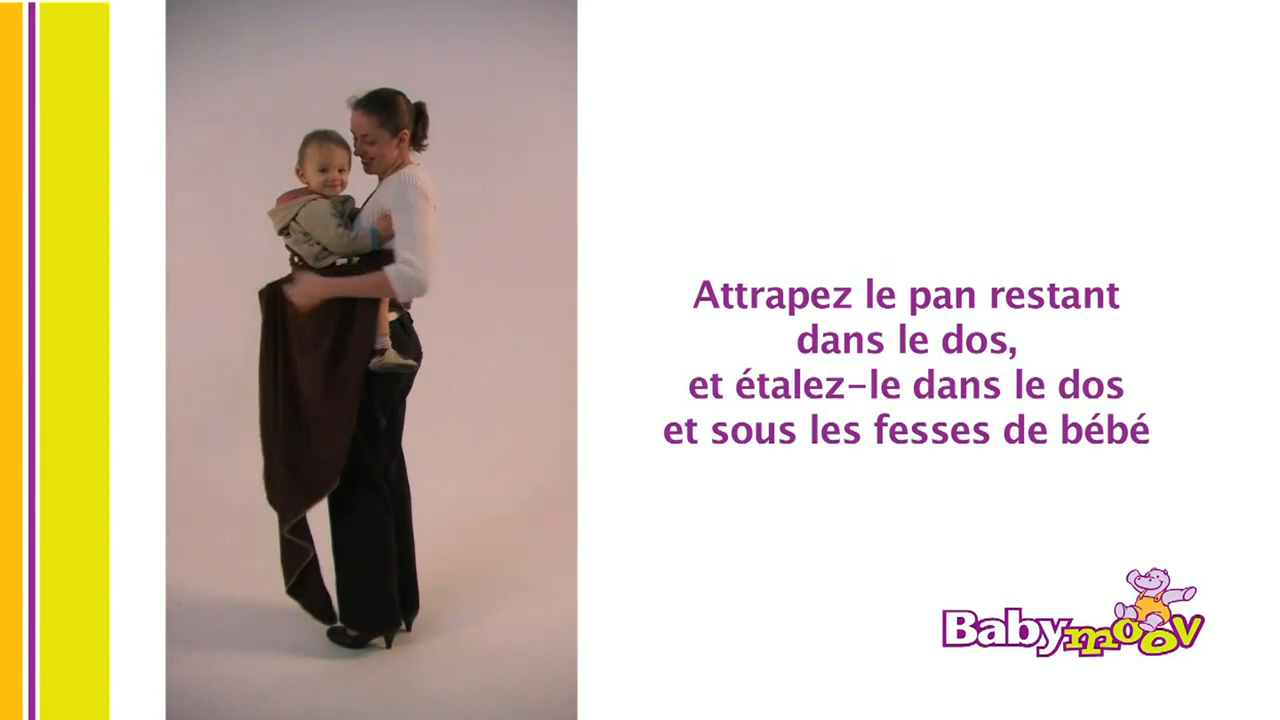 Attrapez le pan restant
dans le dos,
et étalez-le dans le dos
et sous les fesses de bébé
Babymoov